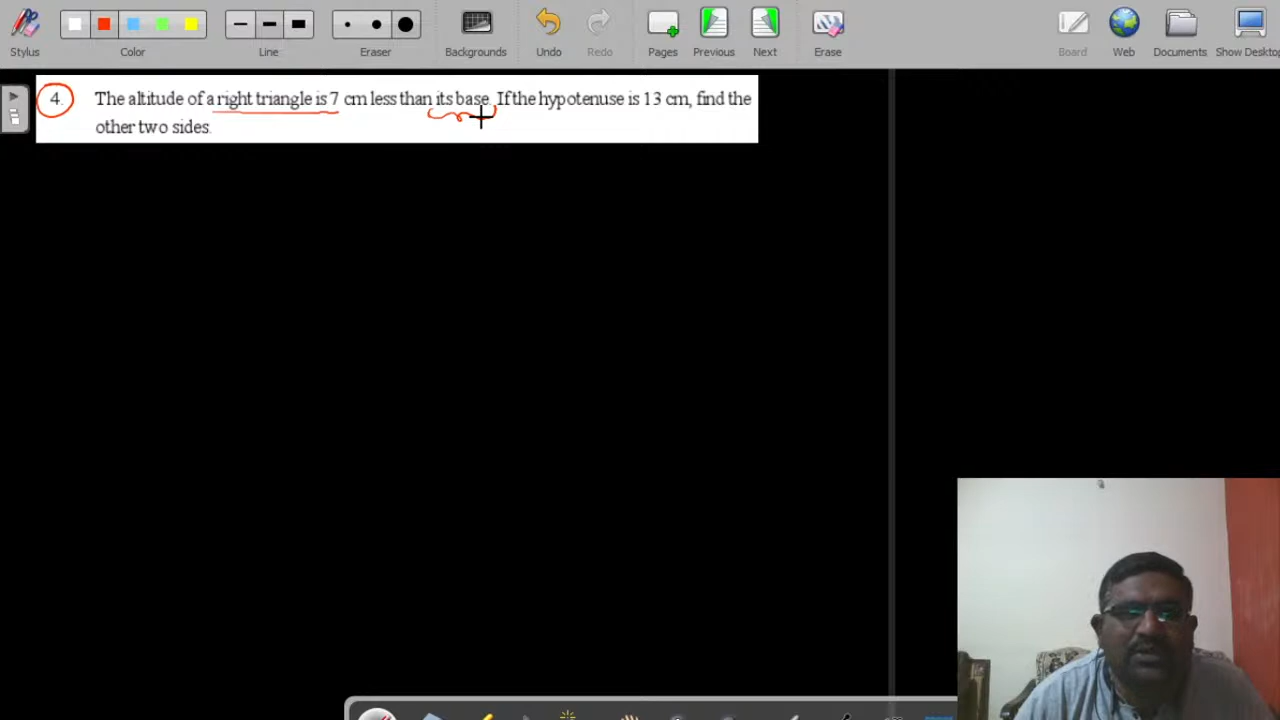 Stylus Color Line Eraser Backgrounds Undo Redo Pages Previous Next Erase Board Web Documents Show Desktop
4. The altitude of a right triangle is 7 cm less than its base. If the hypotenuse is 13 cm, find the
other two sides.